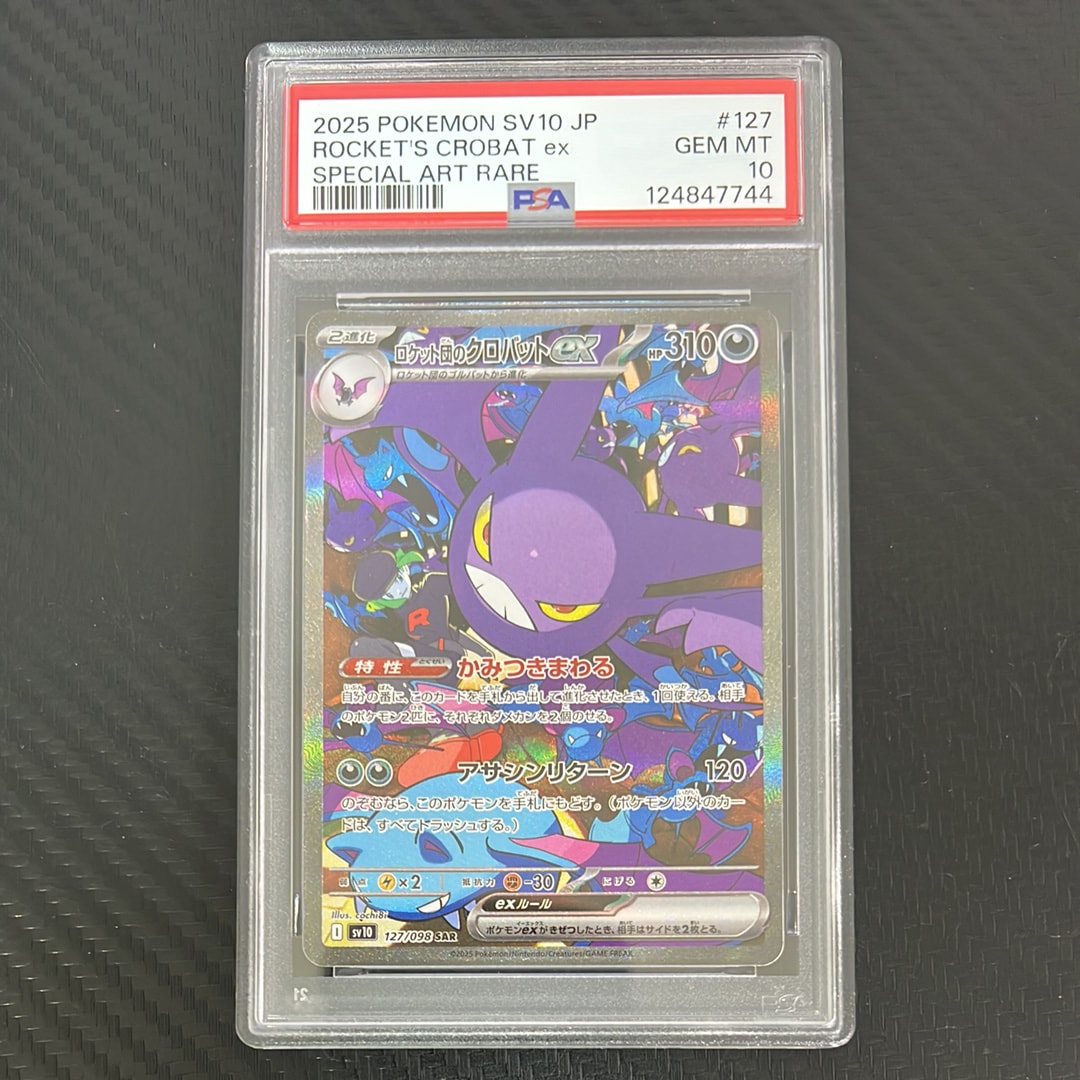 2025 POKEMON SV10 JP #127
ROCKET'S CROBAT ex GEM MT
SPECIAL ART RARE 10
PSA 124847744
2進化 ロケット団のクロバットex HP310
ロケット団のゴルバットから進化
R
特性 かみつきまわる
自分の番に、このカードを手札から出して進化させたとき、1回使える。相手
のポケモン2匹に、それぞれダメカンを2個のせる。
アサシンリターン 120
のぞむなら、このポケモンを手札にもどす。(ポケモン以外のカー
ドは、すべてトラッシュする。)
弱点 ×2 抵抗力 -30 にげる
exルール
Illus. cochi8i
ポケモンexがきぜつしたとき、相手はサイドを2枚とる。
I sv10 127/098 SAR
©2025 Pokémon/Nintendo/Creatures/GAME FREAK